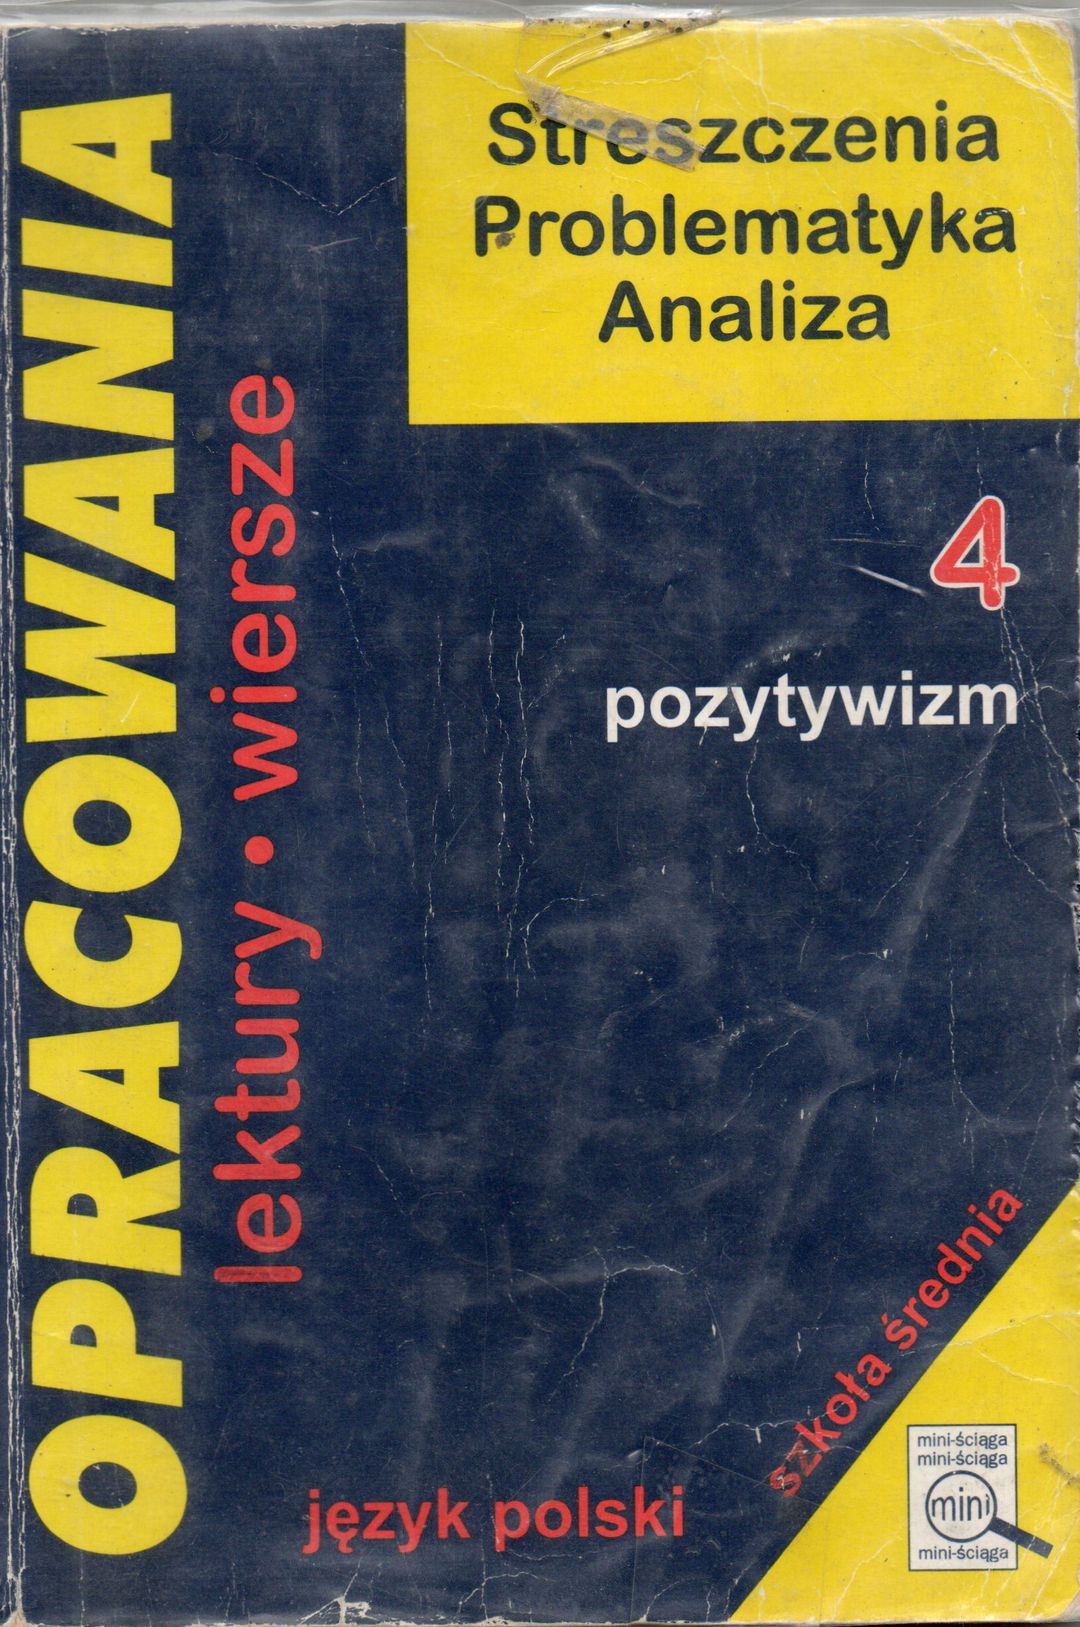 OPRACOWANIA
lektury • wiersze
Streszczenia
Problematyka
Analiza
4
pozytywizm
szkoła średnia
język polski
mini-ściąga
mini-ściąga
mini
mini-ściąga